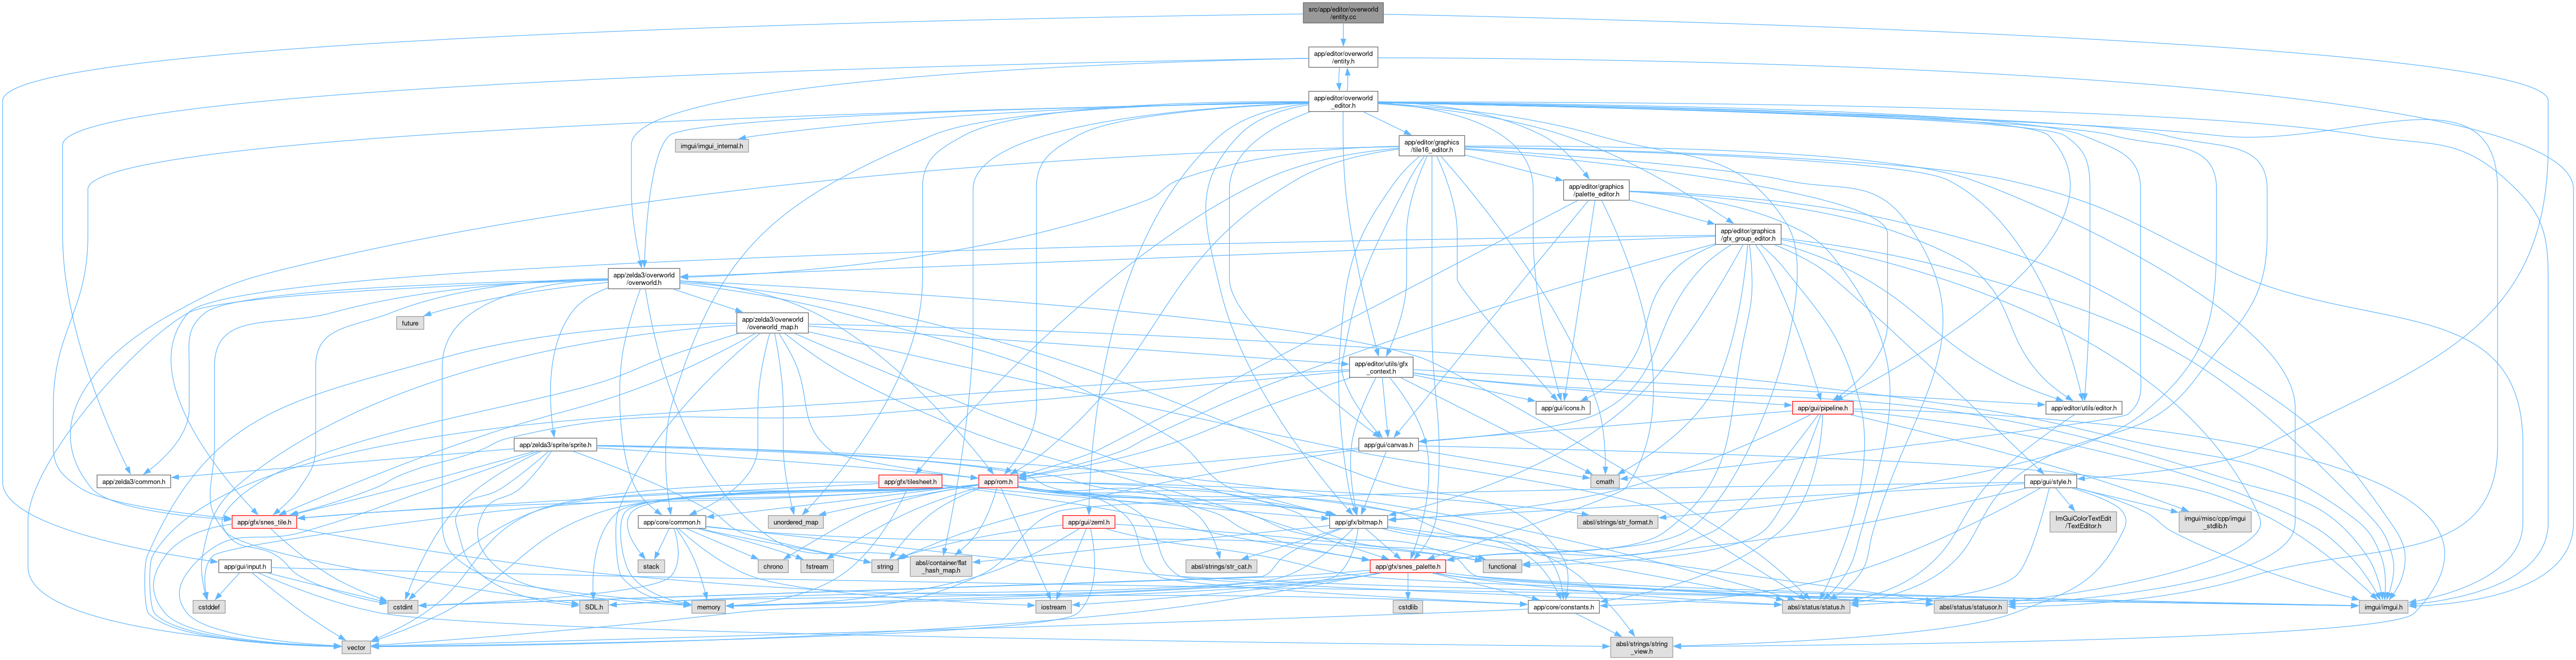 src/app/editor/overworld
/entity.cc
app/editor/overworld
/entity.h
app/editor/overworld
_editor.h
imgui/imgui_internal.h
app/editor/graphics
/tile16_editor.h
app/editor/graphics
/palette_editor.h
app/editor/graphics
/gfx_group_editor.h
app/zelda3/overworld
/overworld.h
future
app/zelda3/overworld
/overworld_map.h
app/editor/utils/gfx
_context.h
app/gui/icons.h
app/gui/pipeline.h
app/editor/utils/editor.h
app/zelda3/sprite/sprite.h
app/gui/canvas.h
app/zelda3/common.h
app/gfx/tilesheet.h
app/rom.h
cmath
app/gui/style.h
app/gfx/snes_tile.h
app/core/common.h
unordered_map
app/gui/zeml.h
app/gfx/bitmap.h
absl/strings/str_format.h
ImGuiColorTextEdit
/TextEditor.h
imgui/misc/cpp/imgui
_stdlib.h
app/gui/input.h
stack
chrono
fstream
string
absl/container/flat
_hash_map.h
absl/strings/str_cat.h
app/gfx/snes_palette.h
functional
cstddef
cstdint
SDL.h
memory
iostream
cstdlib
app/core/constants.h
absl/status/status.h
absl/status/statusor.h
imgui/imgui.h
vector
absl/strings/string
_view.h